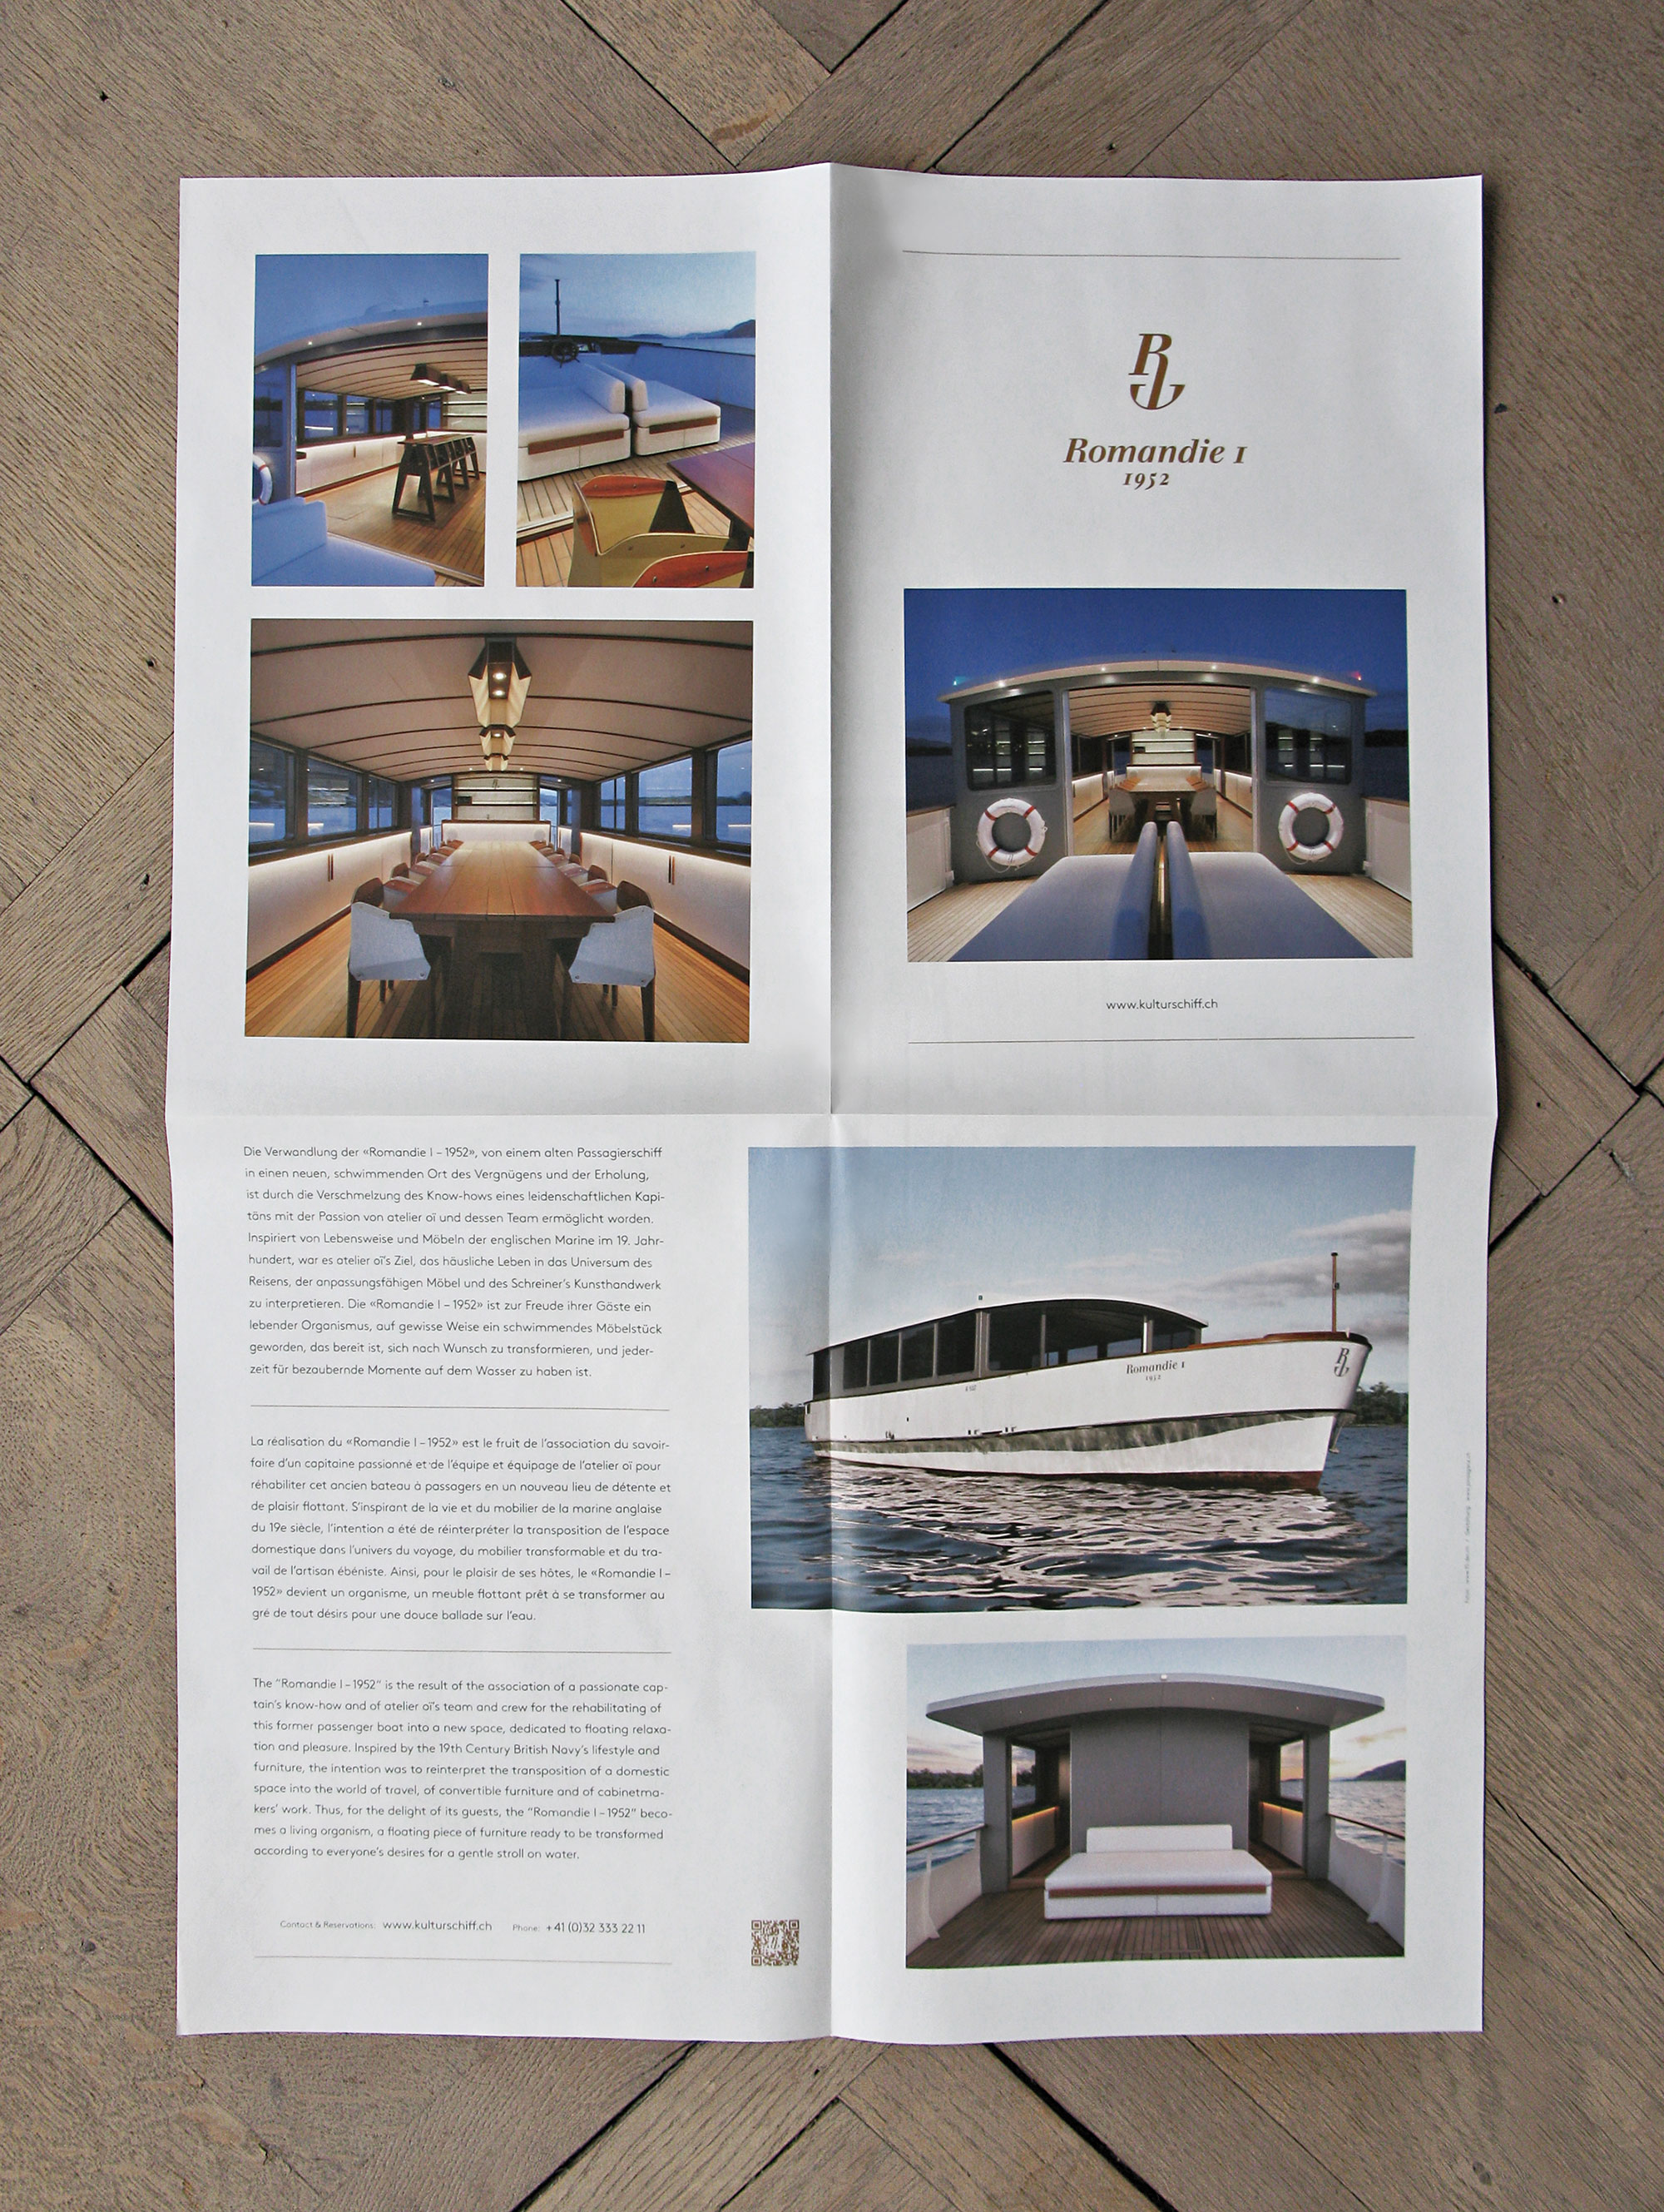 Romandie I
1952
www.kulturschiff.ch
Die Verwandlung der «Romandie I – 1952», von einem alten Passagierschiff
in einen neuen, schwimmenden Ort des Vergnügens und der Erholung,
ist durch die Verschmelzung des Know-hows eines leidenschaftlichen Kapi-
täns mit der Passion von atelier oï und dessen Team ermöglicht worden.
Inspiriert von Lebensweise und Möbeln der englischen Marine im 19. Jahr-
hundert, war es atelier oï's Ziel, das häusliche Leben in das Universum des
Reisens, der anpassungsfähigen Möbel und des Schreiner's Kunsthandwerk
zu interpretieren. Die «Romandie I – 1952» ist zur Freude ihrer Gäste ein
lebender Organismus, auf gewisse Weise ein schwimmendes Möbelstück
geworden, das bereit ist, sich nach Wunsch zu transformieren, und jeder-
zeit für bezaubernde Momente auf dem Wasser zu haben ist.
La réalisation du «Romandie I – 1952» est le fruit de l'association du savoir-
faire d'un capitaine passionné et de l'équipe et équipage de l'atelier oï pour
réhabiliter cet ancien bateau à passagers en un nouveau lieu de détente et
de plaisir flottant. S'inspirant de la vie et du mobilier de la marine anglaise
du 19e siècle, l'intention a été de réinterpréter la transposition de l'espace
domestique dans l'univers du voyage, du mobilier transformable et du tra-
vail de l'artisan ébéniste. Ainsi, pour le plaisir de ses hôtes, le «Romandie I –
1952» devient un organisme, un meuble flottant prêt à se transformer au
gré de tout désirs pour une douce ballade sur l'eau.
The "Romandie I – 1952" is the result of the association of a passionate cap-
tain's know-how and of atelier oï's team and crew for the rehabilitating of
this former passenger boat into a new space, dedicated to floating relaxa-
tion and pleasure. Inspired by the 19th Century British Navy's lifestyle and
furniture, the intention was to reinterpret the transposition of a domestic
space into the world of travel, of convertible furniture and of cabinetma-
kers' work. Thus, for the delight of its guests, the "Romandie I – 1952" beco-
mes a living organism, a floating piece of furniture ready to be transformed
according to everyone's desires for a gentle stroll on water.
Contact & Reservations: www.kulturschiff.ch Phone: +41 (0)32 333 22 11
Romandie I
1952